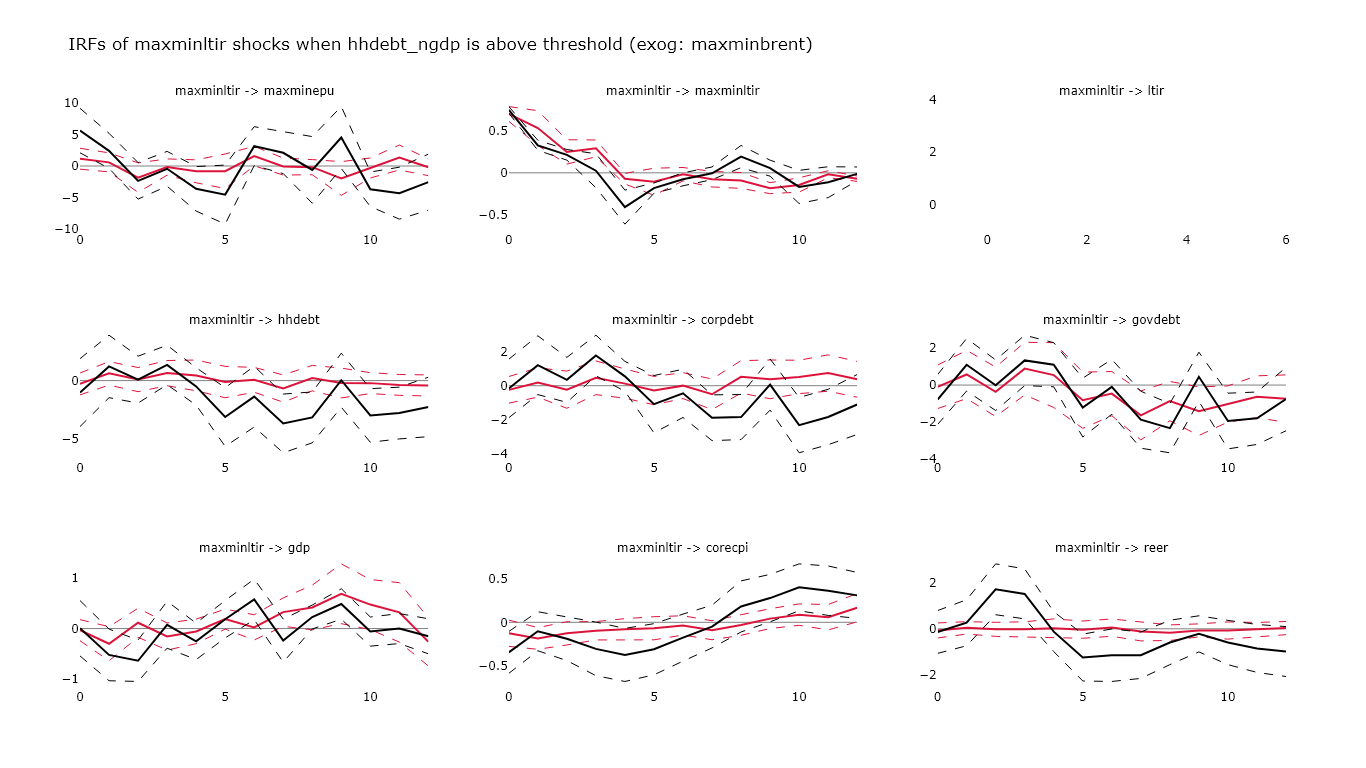 IRFs of maxminltir shocks when hhdebt_ngdp is above threshold (exog: maxminbrent)
maxminltir -> maxminepu
10
5
0
−5
−10
0 5 10
maxminltir -> maxminltir
0.5
0
−0.5
0 5 10
maxminltir -> ltir
4
2
0
0 2 4 6
maxminltir -> hhdebt
0
−5
0 5 10
maxminltir -> corpdebt
2
0
−2
−4
0 5 10
maxminltir -> govdebt
2
0
−2
−4
0 5 10
maxminltir -> gdp
1
0
−1
0 5 10
maxminltir -> corecpi
0.5
0
−0.5
0 5 10
maxminltir -> reer
2
0
−2
0 5 10